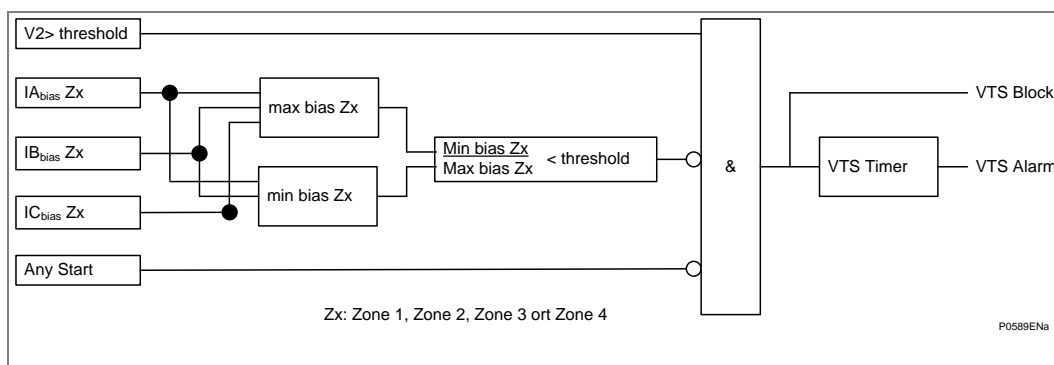 V2> threshold
IAbias Zx
max bias Zx
VTS Block
IBbias Zx
Min bias Zx
Max bias Zx
< threshold
&
VTS Timer
VTS Alarm
min bias Zx
ICbias Zx
Any Start
Zx: Zone 1, Zone 2, Zone 3 ort Zone 4
P0589ENa